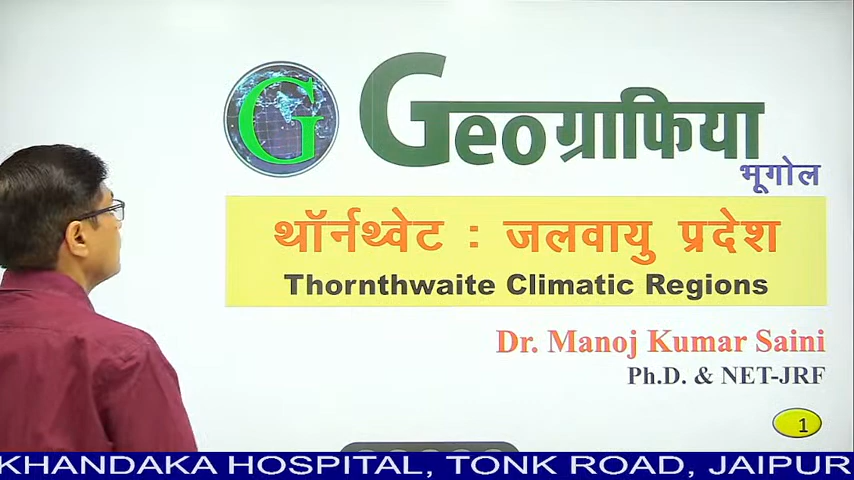 G
Geoग्राफिया
भूगोल
थॉर्नथ्वेट : जलवायु प्रदेश
Thornthwaite Climatic Regions
Dr. Manoj Kumar Saini
Ph.D. & NET-JRF
1
KHANDAKA HOSPITAL, TONK ROAD, JAIPUR